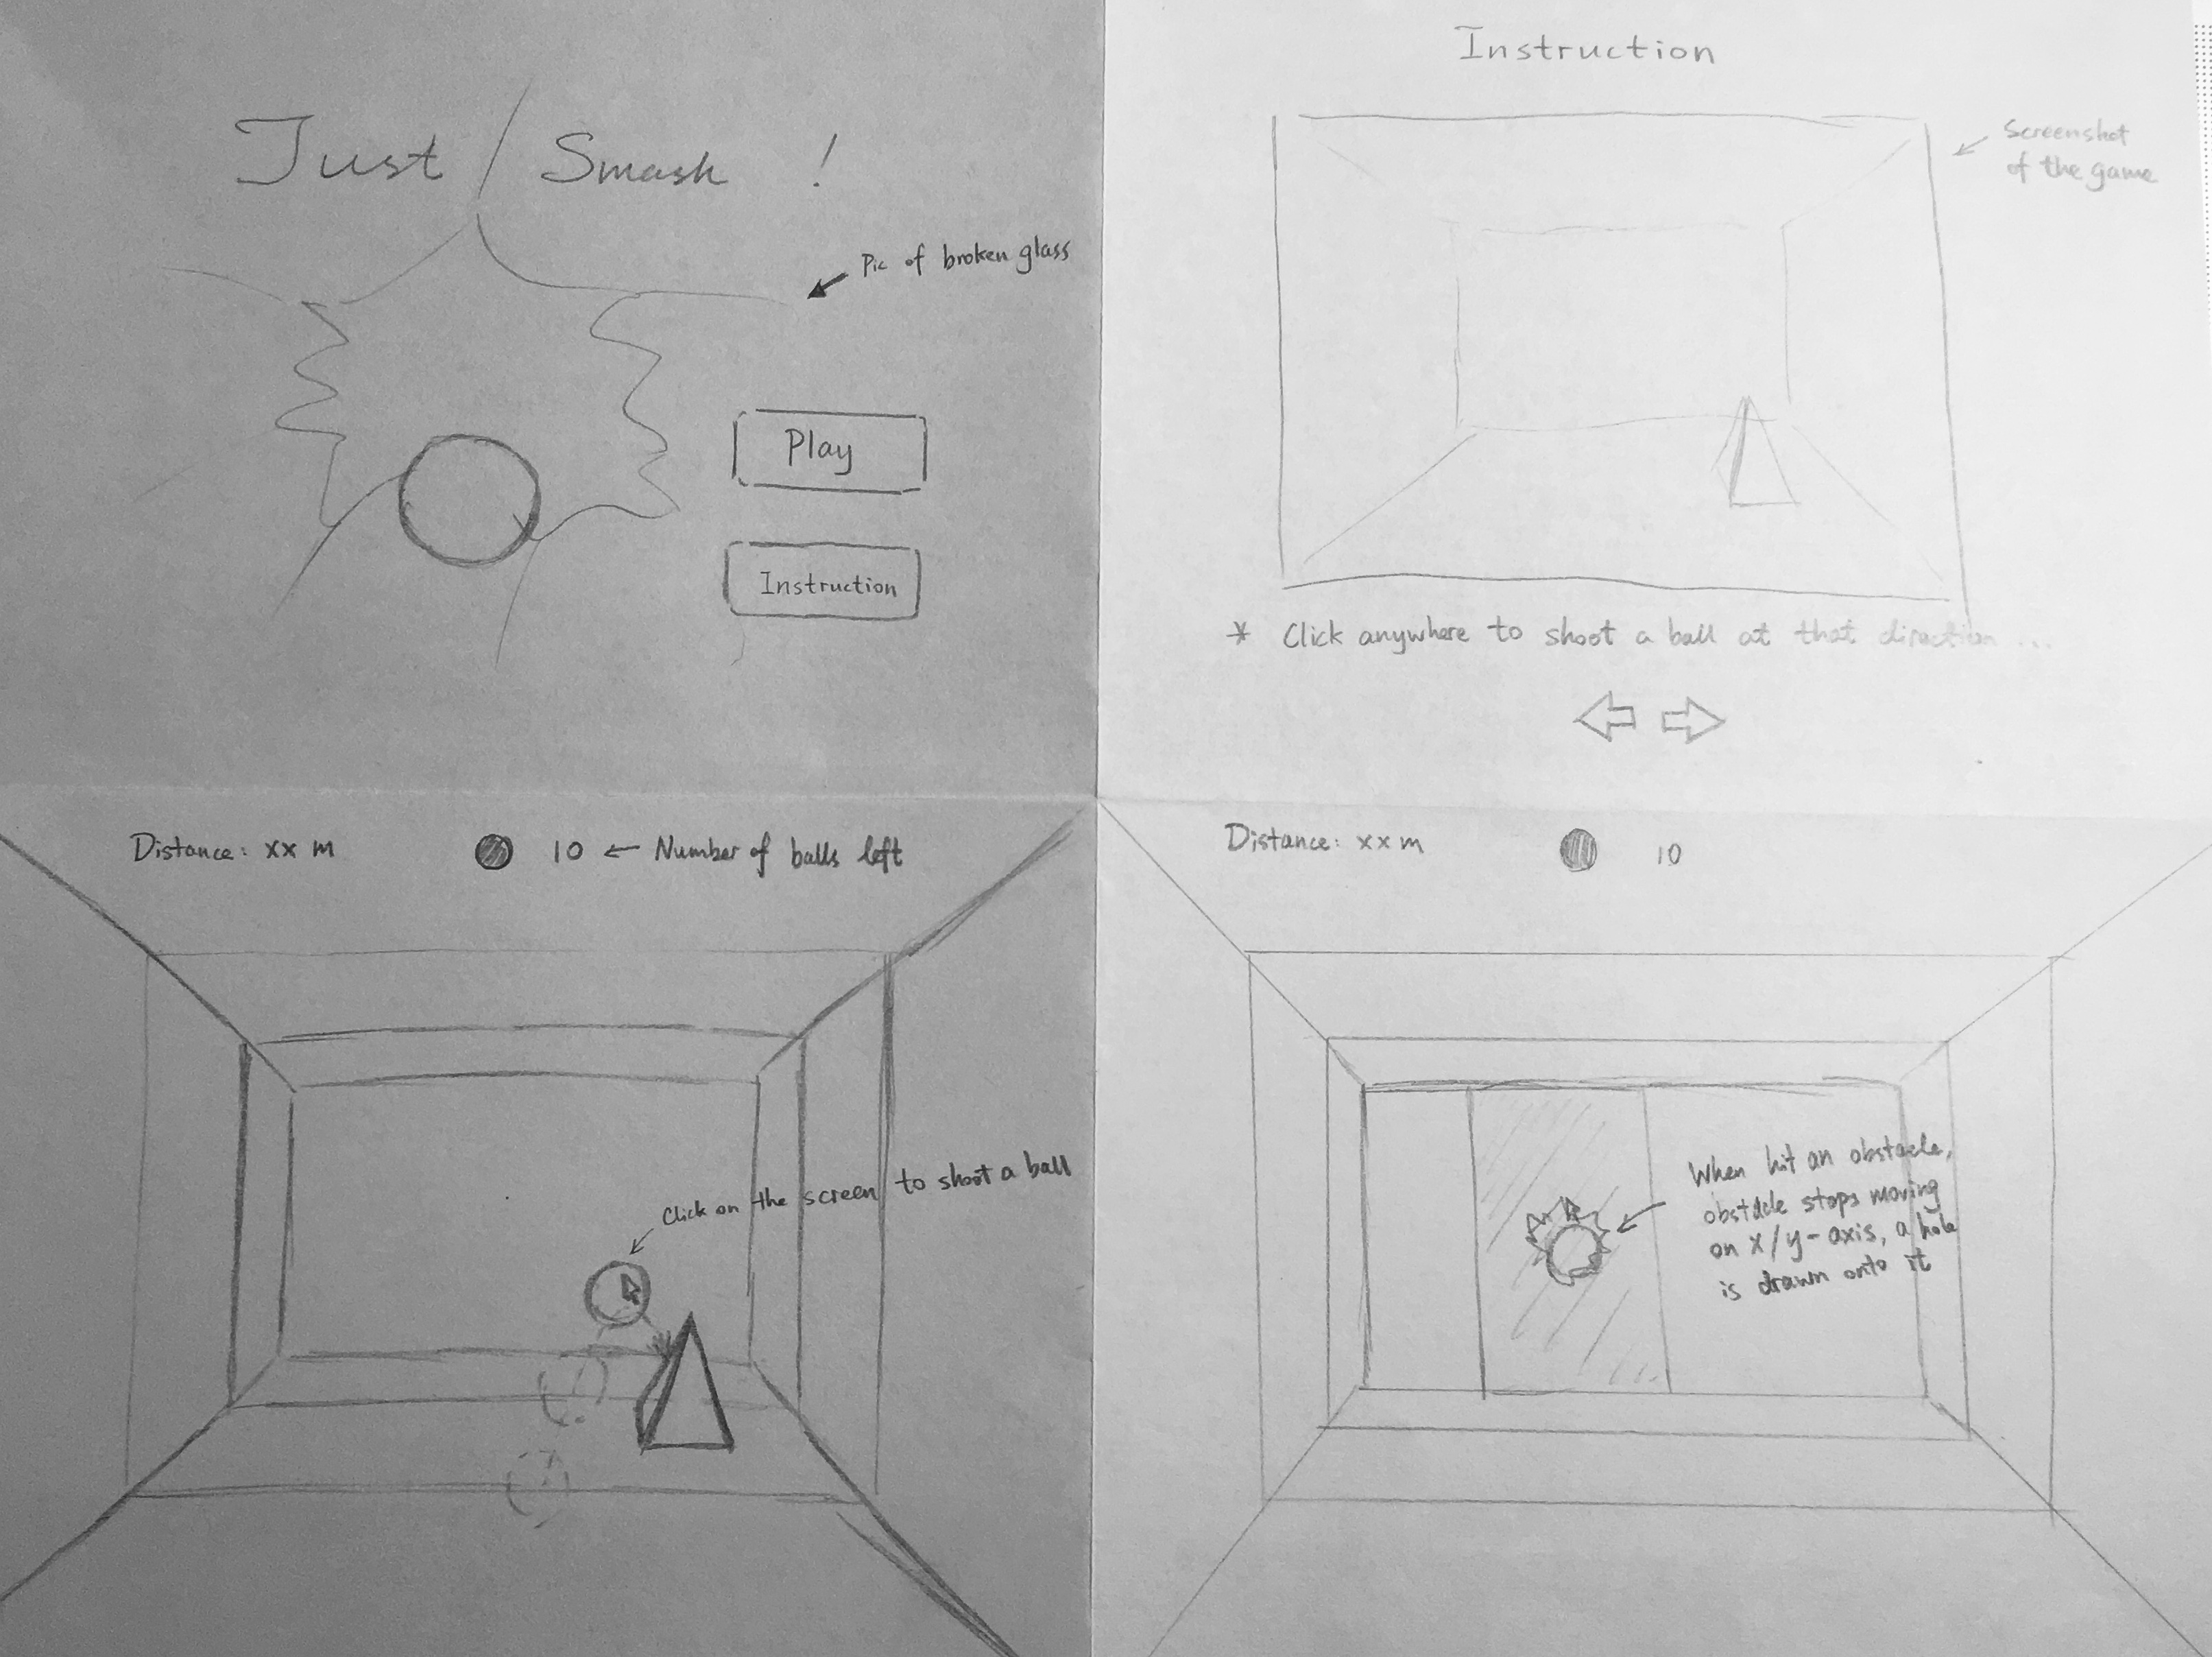 Just Smash !
Pic of broken glass
Play
Instruction
Instruction
Screenshot
of the game
* Click anywhere to shoot a ball at that direction ...
Distance: xx m
10 ← Number of balls left
Click on the screen to shoot a ball
Distance: xx m
10
When hit an obstacle,
obstacle stops moving
on x/y-axis, a hole
is drawn onto it